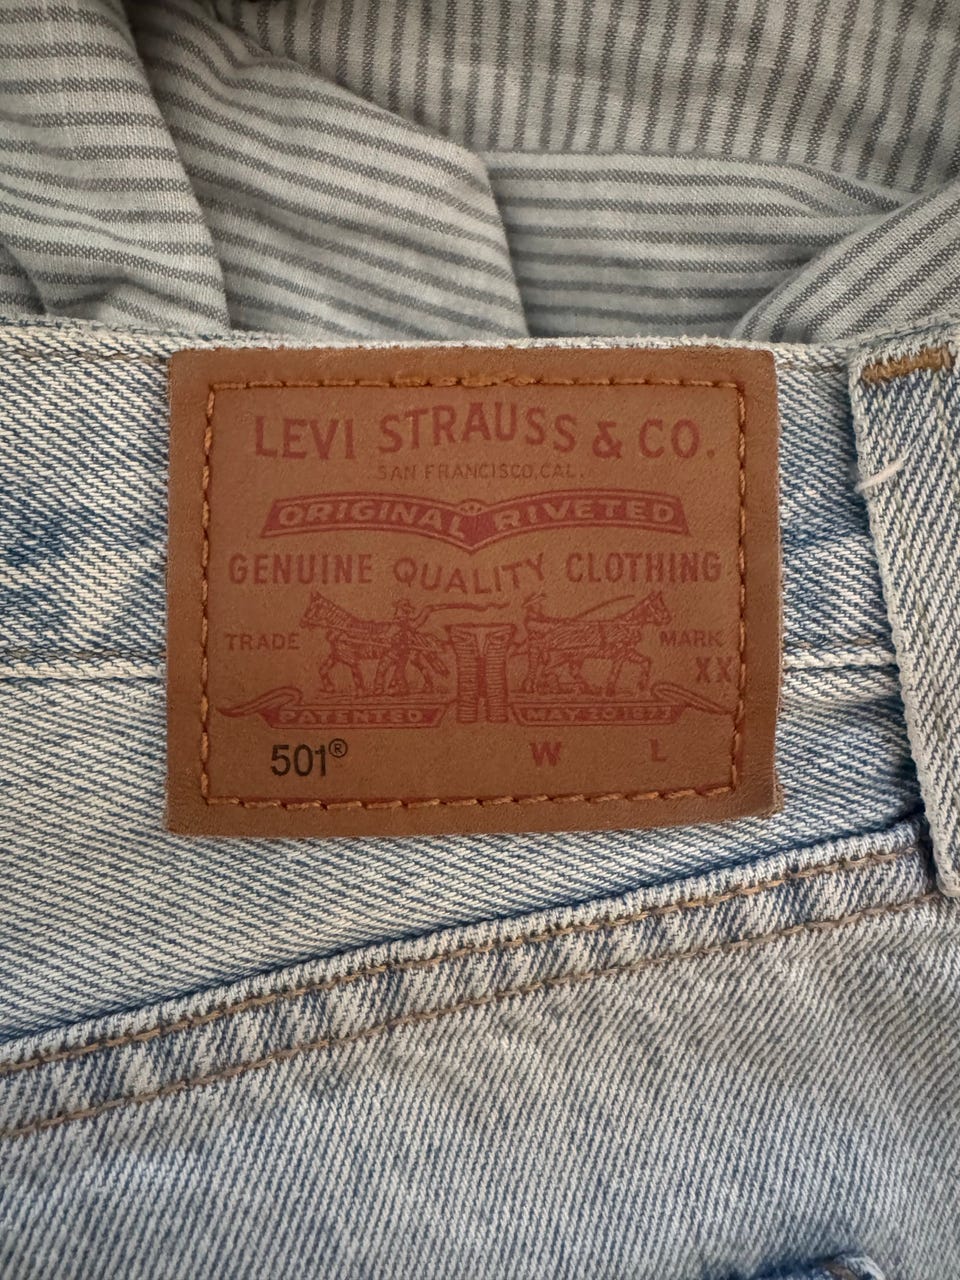 LEVI STRAUSS & CO.
SAN FRANCISCO, CAL.
ORIGINAL RIVETED
GENUINE QUALITY CLOTHING
TRADE MARK
XX
PATENTED MAY 20 1873
501® W L